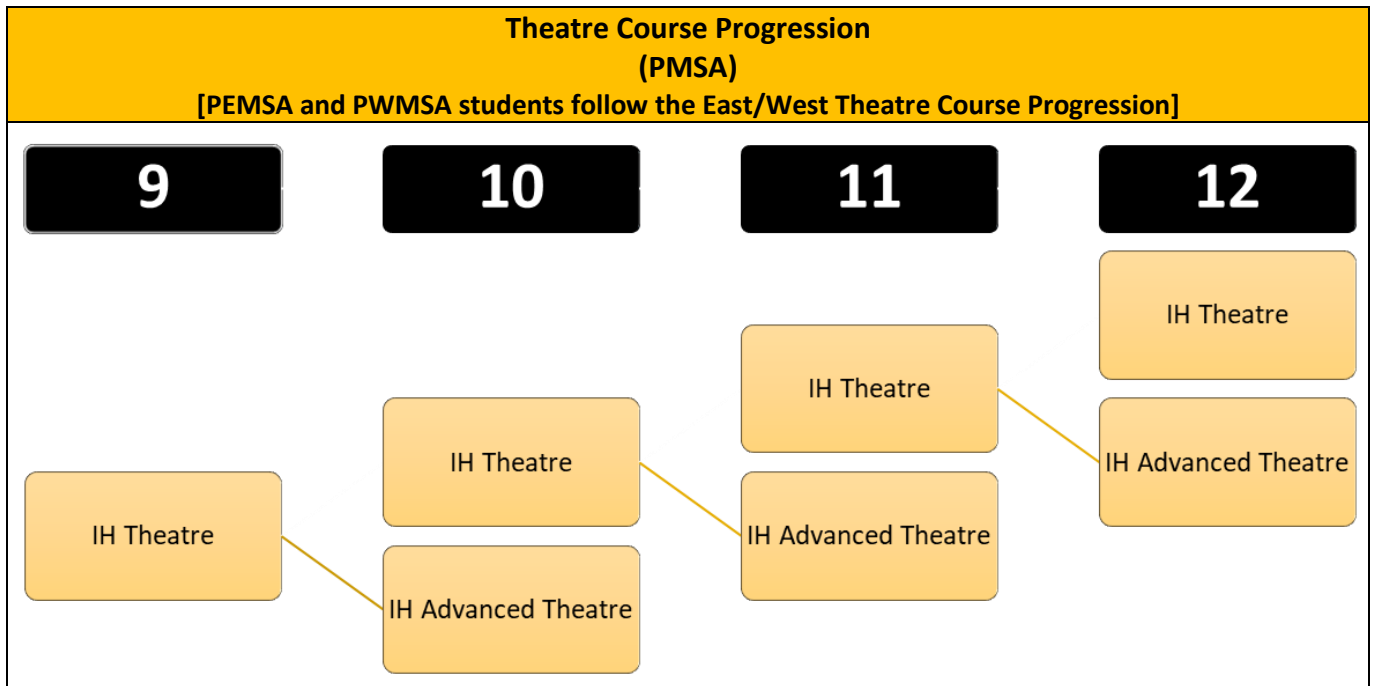 Theatre Course Progression
(PMSA)
[PEMSA and PWMSA students follow the East/West Theatre Course Progression]
9
10
11
12
IH Theatre
IH Theatre
IH Advanced Theatre
IH Theatre
IH Advanced Theatre
IH Theatre
IH Advanced Theatre